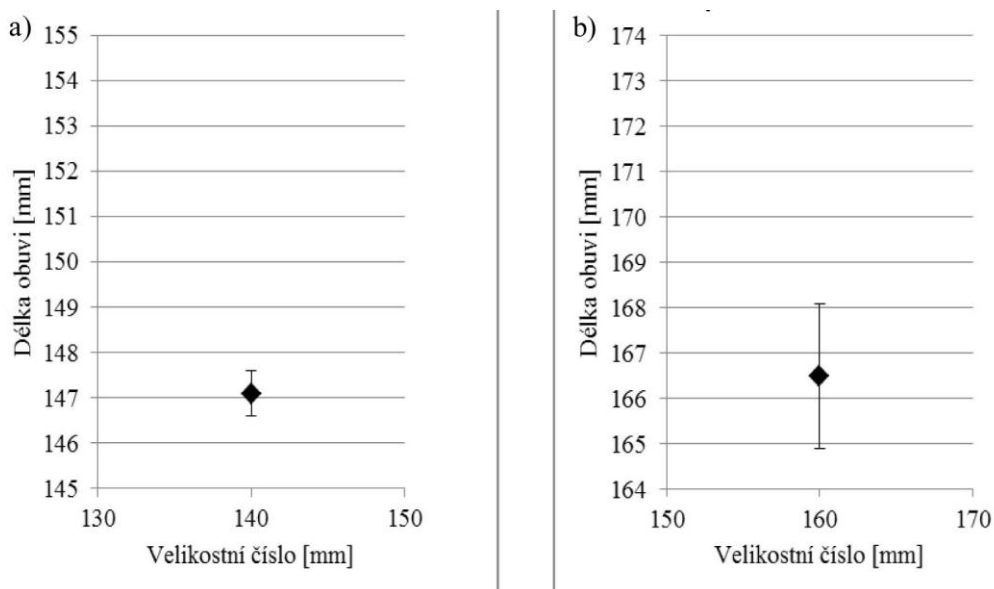 a)
155
154
153
152
151
150
149
148
147
146
145
130 140 150
Délka obuvi [mm]
Velikostní číslo [mm]
b)
174
173
172
171
170
169
168
167
166
165
164
150 160 170
Délka obuvi [mm]
Velikostní číslo [mm]